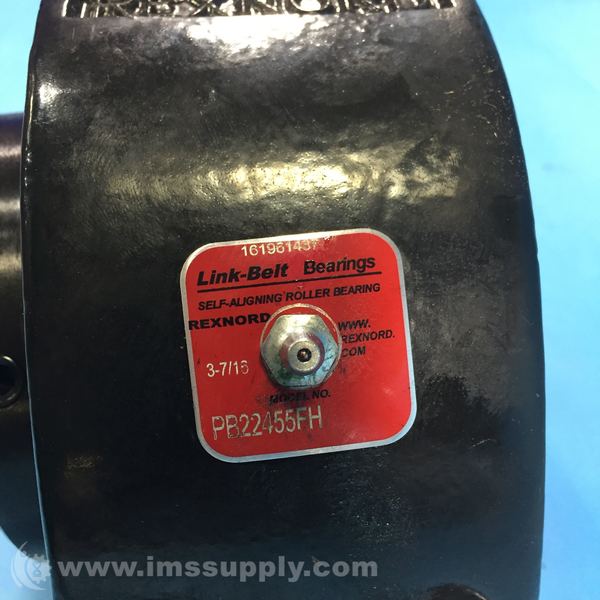 REXNORD
161961437
Link-Belt Bearings
SELF-ALIGNING ROLLER BEARING
REXNORD
WWW.
REXNORD.
COM
3-7/16
MODEL NO.
PB22455FH
www.imssupply.com